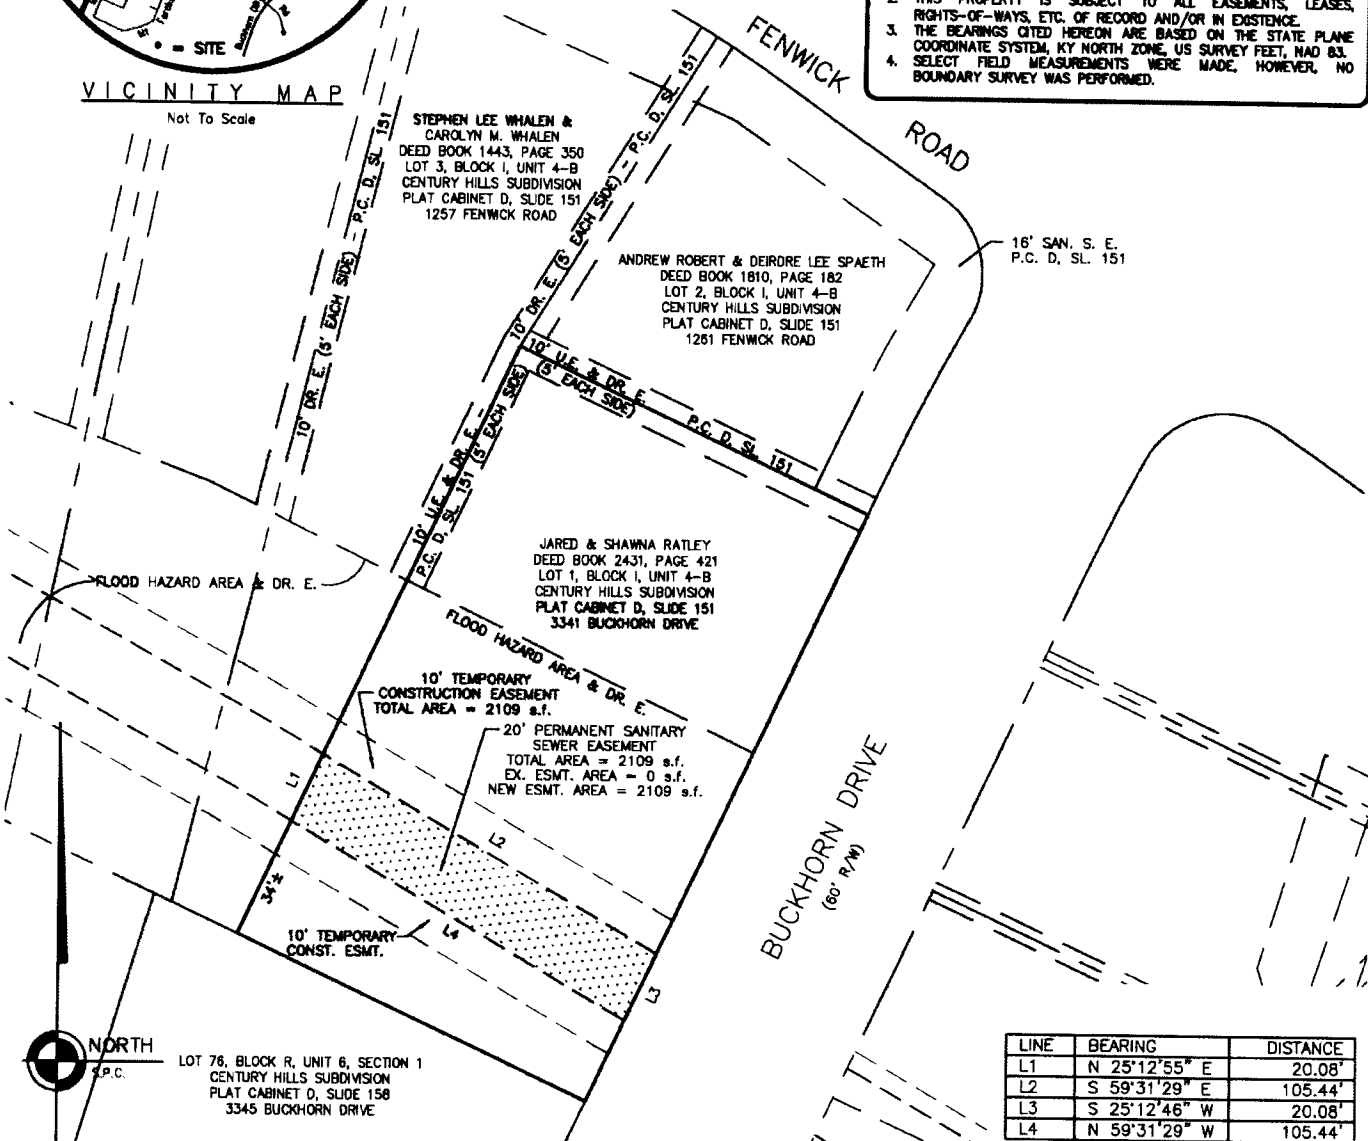 • = SITE
VICINITY MAP
Not To Scale
2. THIS PROPERTY IS SUBJECT TO ALL EASEMENTS, LEASES,
RIGHTS-OF-WAYS, ETC. OF RECORD AND/OR IN EXISTENCE.
3. THE BEARINGS CITED HEREON ARE BASED ON THE STATE PLANE
COORDINATE SYSTEM, KY NORTH ZONE, US SURVEY FEET, NAD 83.
4. SELECT FIELD MEASUREMENTS WERE MADE, HOWEVER, NO
BOUNDARY SURVEY WAS PERFORMED.
FENWICK ROAD
STEPHEN LEE WHALEN &
CAROLYN M. WHALEN
DEED BOOK 1443, PAGE 350
LOT 3, BLOCK I, UNIT 4-B
CENTURY HILLS SUBDIVISION
PLAT CABINET D, SLIDE 151
1257 FENWICK ROAD
10' DR. E. (5' EACH SIDE) - P.C. D, SL 151
10' DR. E. (5' EACH SIDE) - P.C. D, SL 151
16' SAN. S. E.
P.C. D, SL. 151
ANDREW ROBERT & DEIRDRE LEE SPAETH
DEED BOOK 1810, PAGE 182
LOT 2, BLOCK I, UNIT 4-B
CENTURY HILLS SUBDIVISION
PLAT CABINET D, SLIDE 151
1261 FENWICK ROAD
10' U.E. & DR. E. P.C. D, SL 151
(5' EACH SIDE)
10' U.E. & DR. E. -
P.C. D, SL 151 (5' EACH SIDE)
JARED & SHAWNA RATLEY
DEED BOOK 2431, PAGE 421
LOT 1, BLOCK I, UNIT 4-B
CENTURY HILLS SUBDIVISION
PLAT CABINET D, SLIDE 151
3341 BUCKHORN DRIVE
FLOOD HAZARD AREA & DR. E.
FLOOD HAZARD AREA & DR. E.
10' TEMPORARY
CONSTRUCTION EASEMENT
TOTAL AREA = 2109 s.f.
20' PERMANENT SANITARY
SEWER EASEMENT
TOTAL AREA = 2109 s.f.
EX. ESMT. AREA = 0 s.f.
NEW ESMT. AREA = 2109 s.f.
L1
L2
L3
L4
34'±
10' TEMPORARY
CONST. ESMT.
BUCKHORN DRIVE
(60' R/W)
NORTH
S.P.C.
LOT 76, BLOCK R, UNIT 6, SECTION 1
CENTURY HILLS SUBDIVISION
PLAT CABINET D, SLIDE 158
3345 BUCKHORN DRIVE
LINE BEARING DISTANCE
L1 N 25°12'55" E 20.08'
L2 S 59°31'29" E 105.44'
L3 S 25°12'46" W 20.08'
L4 N 59°31'29" W 105.44'